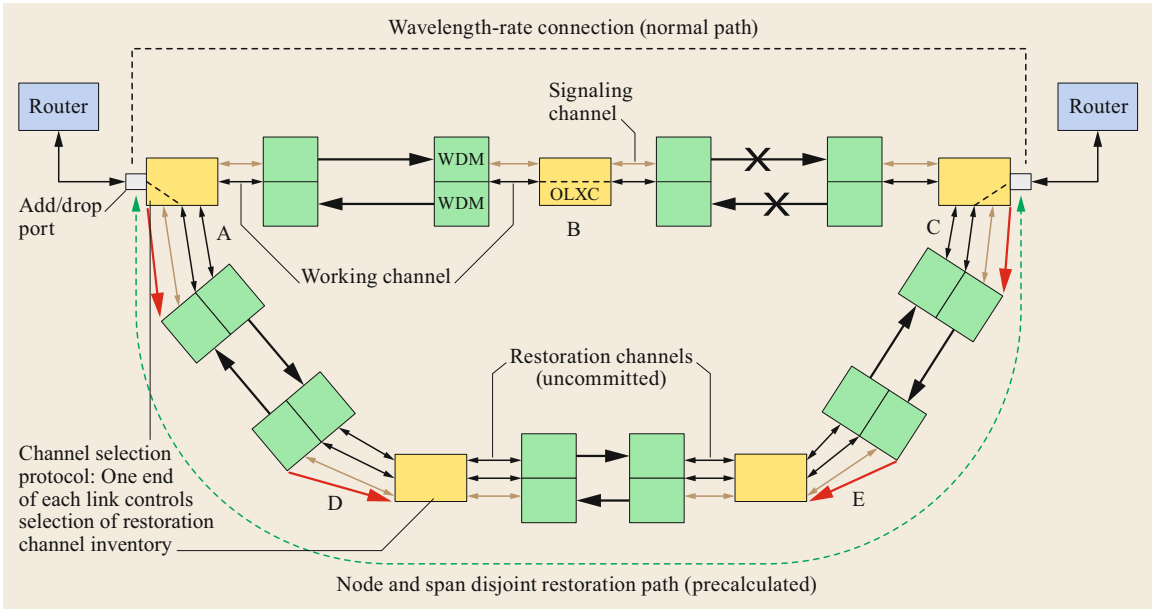 Wavelength-rate connection (normal path)
Router
Signaling
channel
Router
WDM
WDM
OLXC
Add/drop
port
A
B
C
Working channel
Restoration channels
(uncommitted)
Channel selection
protocol: One end
of each link controls
selection of restoration
channel inventory
D
E
Node and span disjoint restoration path (precalculated)